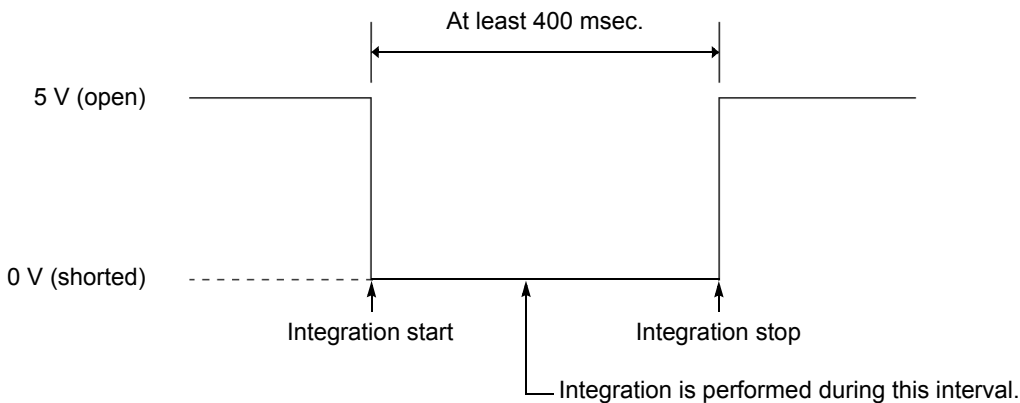 At least 400 msec.
5 V (open)
0 V (shorted)
Integration start
Integration stop
Integration is performed during this interval.